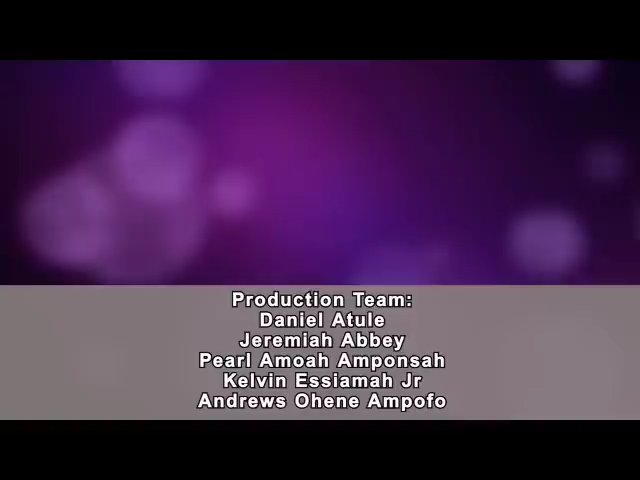 Production Team:
Daniel Atule
Jeremiah Abbey
Pearl Amoah Amponsah
Kelvin Essiamah Jr
Andrews Ohene Ampofo